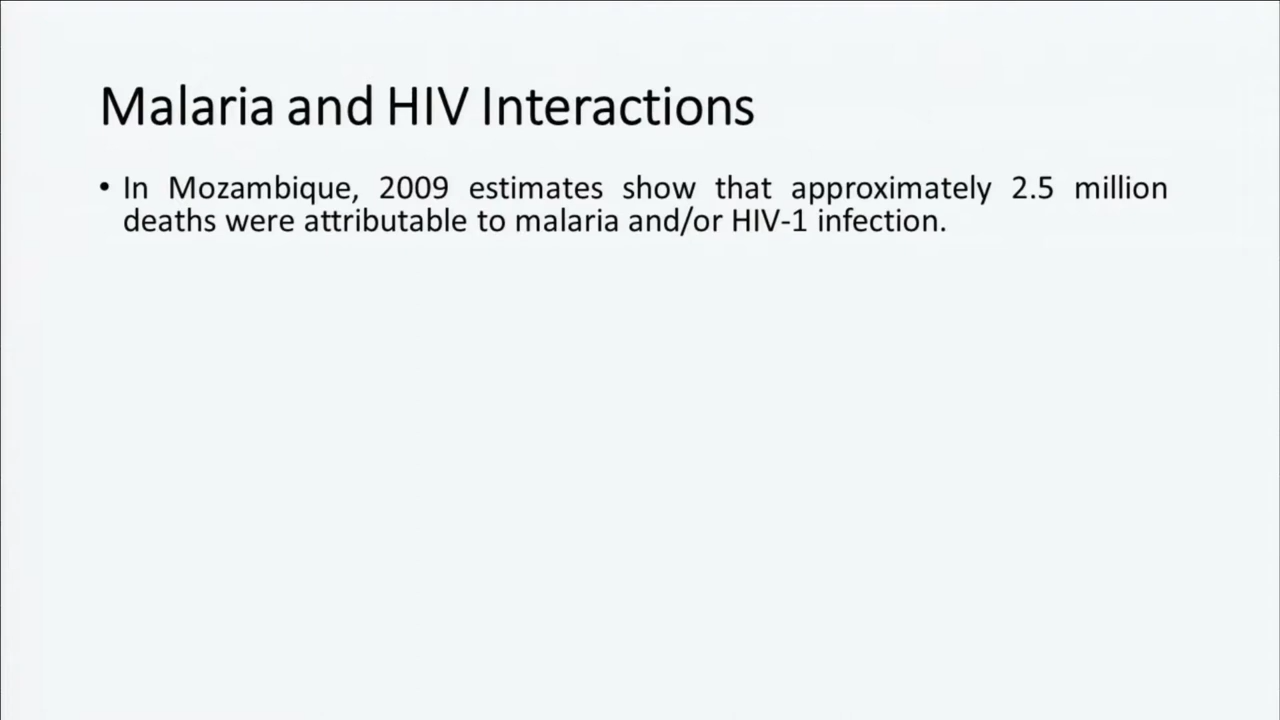 Malaria and HIV Interactions
• In Mozambique, 2009 estimates show that approximately 2.5 million
deaths were attributable to malaria and/or HIV-1 infection.